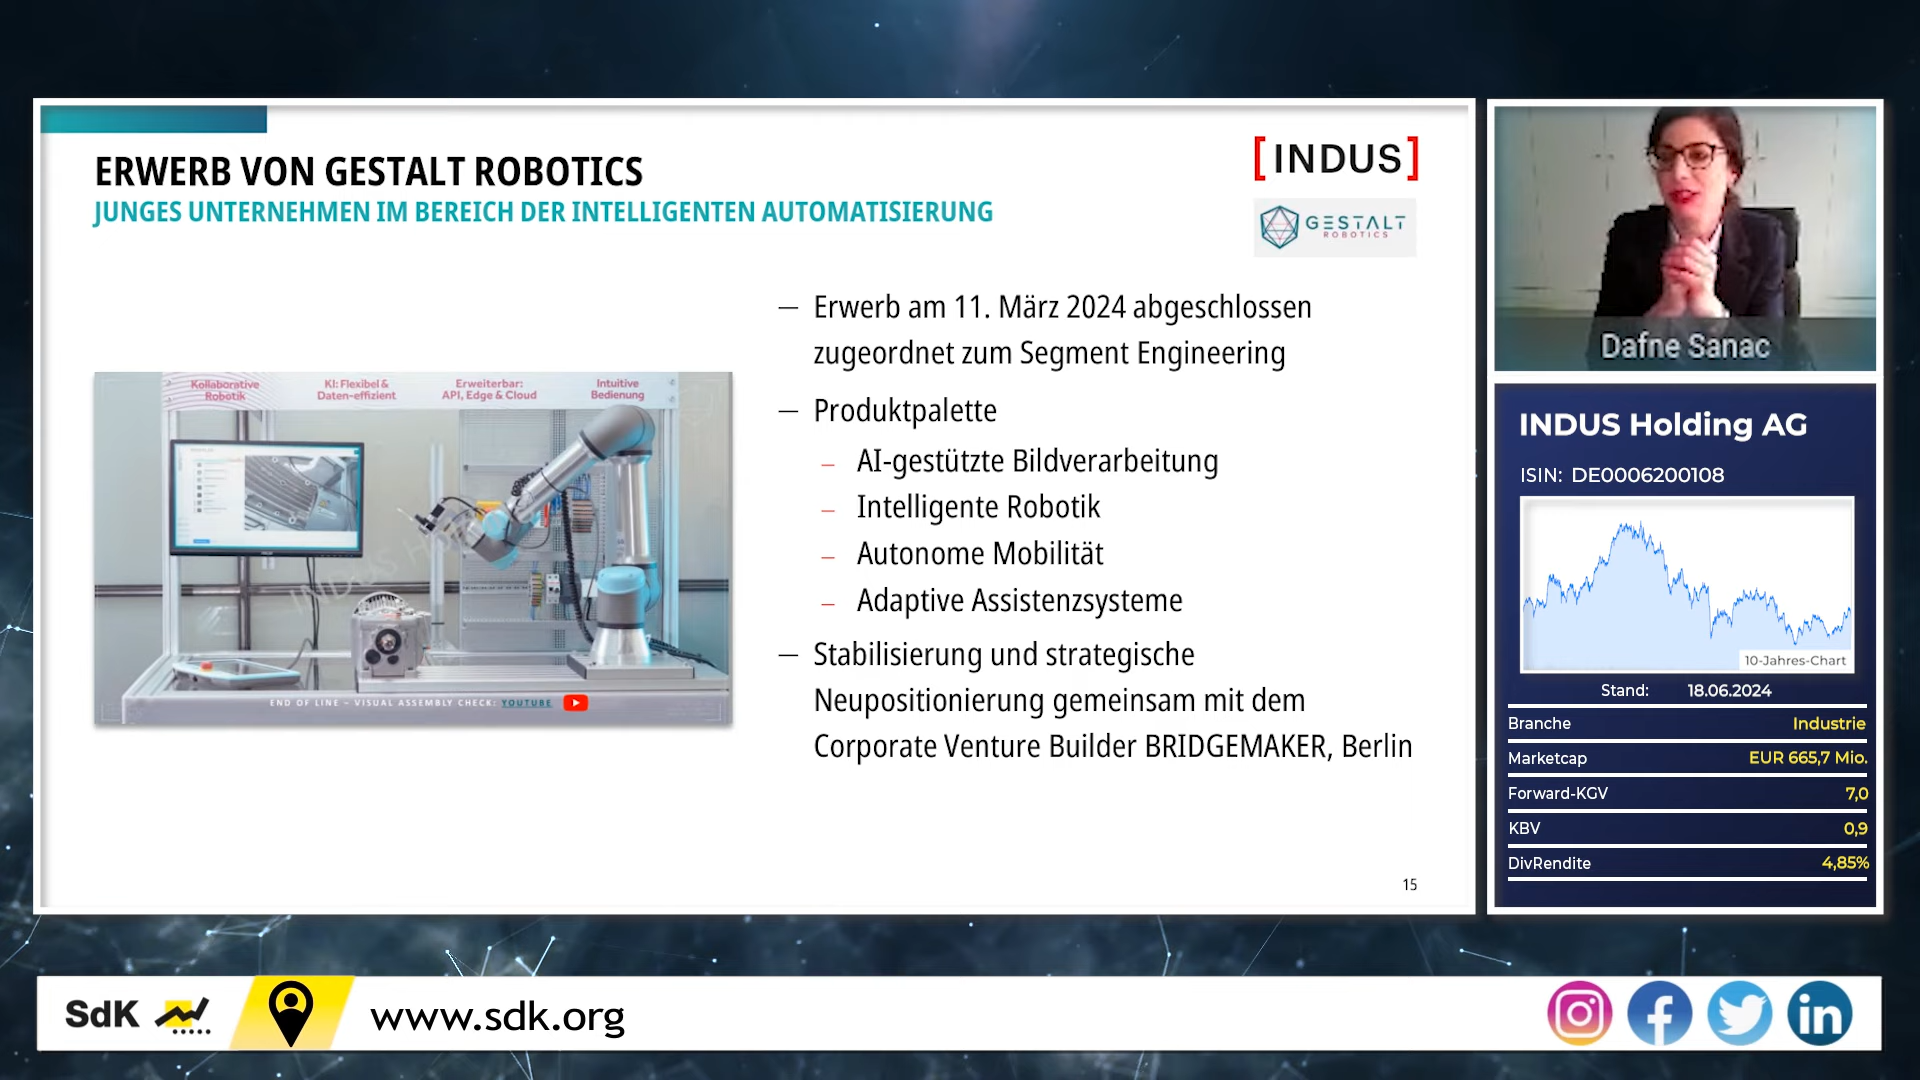 ERWERB VON GESTALT ROBOTICS
JUNGES UNTERNEHMEN IM BEREICH DER INTELLIGENTEN AUTOMATISIERUNG
[INDUS]
GESTALT
ROBOTICS
Kollaborative
Robotik
KI: Flexibel &
Daten-effizient
Erweiterbar:
API, Edge & Cloud
Intuitive
Bedienung
END OF LINE – VISUAL ASSEMBLY CHECK: YOUTUBE
— Erwerb am 11. März 2024 abgeschlossen
zugeordnet zum Segment Engineering
— Produktpalette
– AI-gestützte Bildverarbeitung
– Intelligente Robotik
– Autonome Mobilität
– Adaptive Assistenzsysteme
— Stabilisierung und strategische
Neupositionierung gemeinsam mit dem
Corporate Venture Builder BRIDGEMAKER, Berlin
15
Dafne Sanac
INDUS Holding AG
ISIN: DE0006200108
10-Jahres-Chart
Stand: 18.06.2024
Branche Industrie
Marketcap EUR 665,7 Mio.
Forward-KGV 7,0
KBV 0,9
DivRendite 4,85%
SdK
www.sdk.org